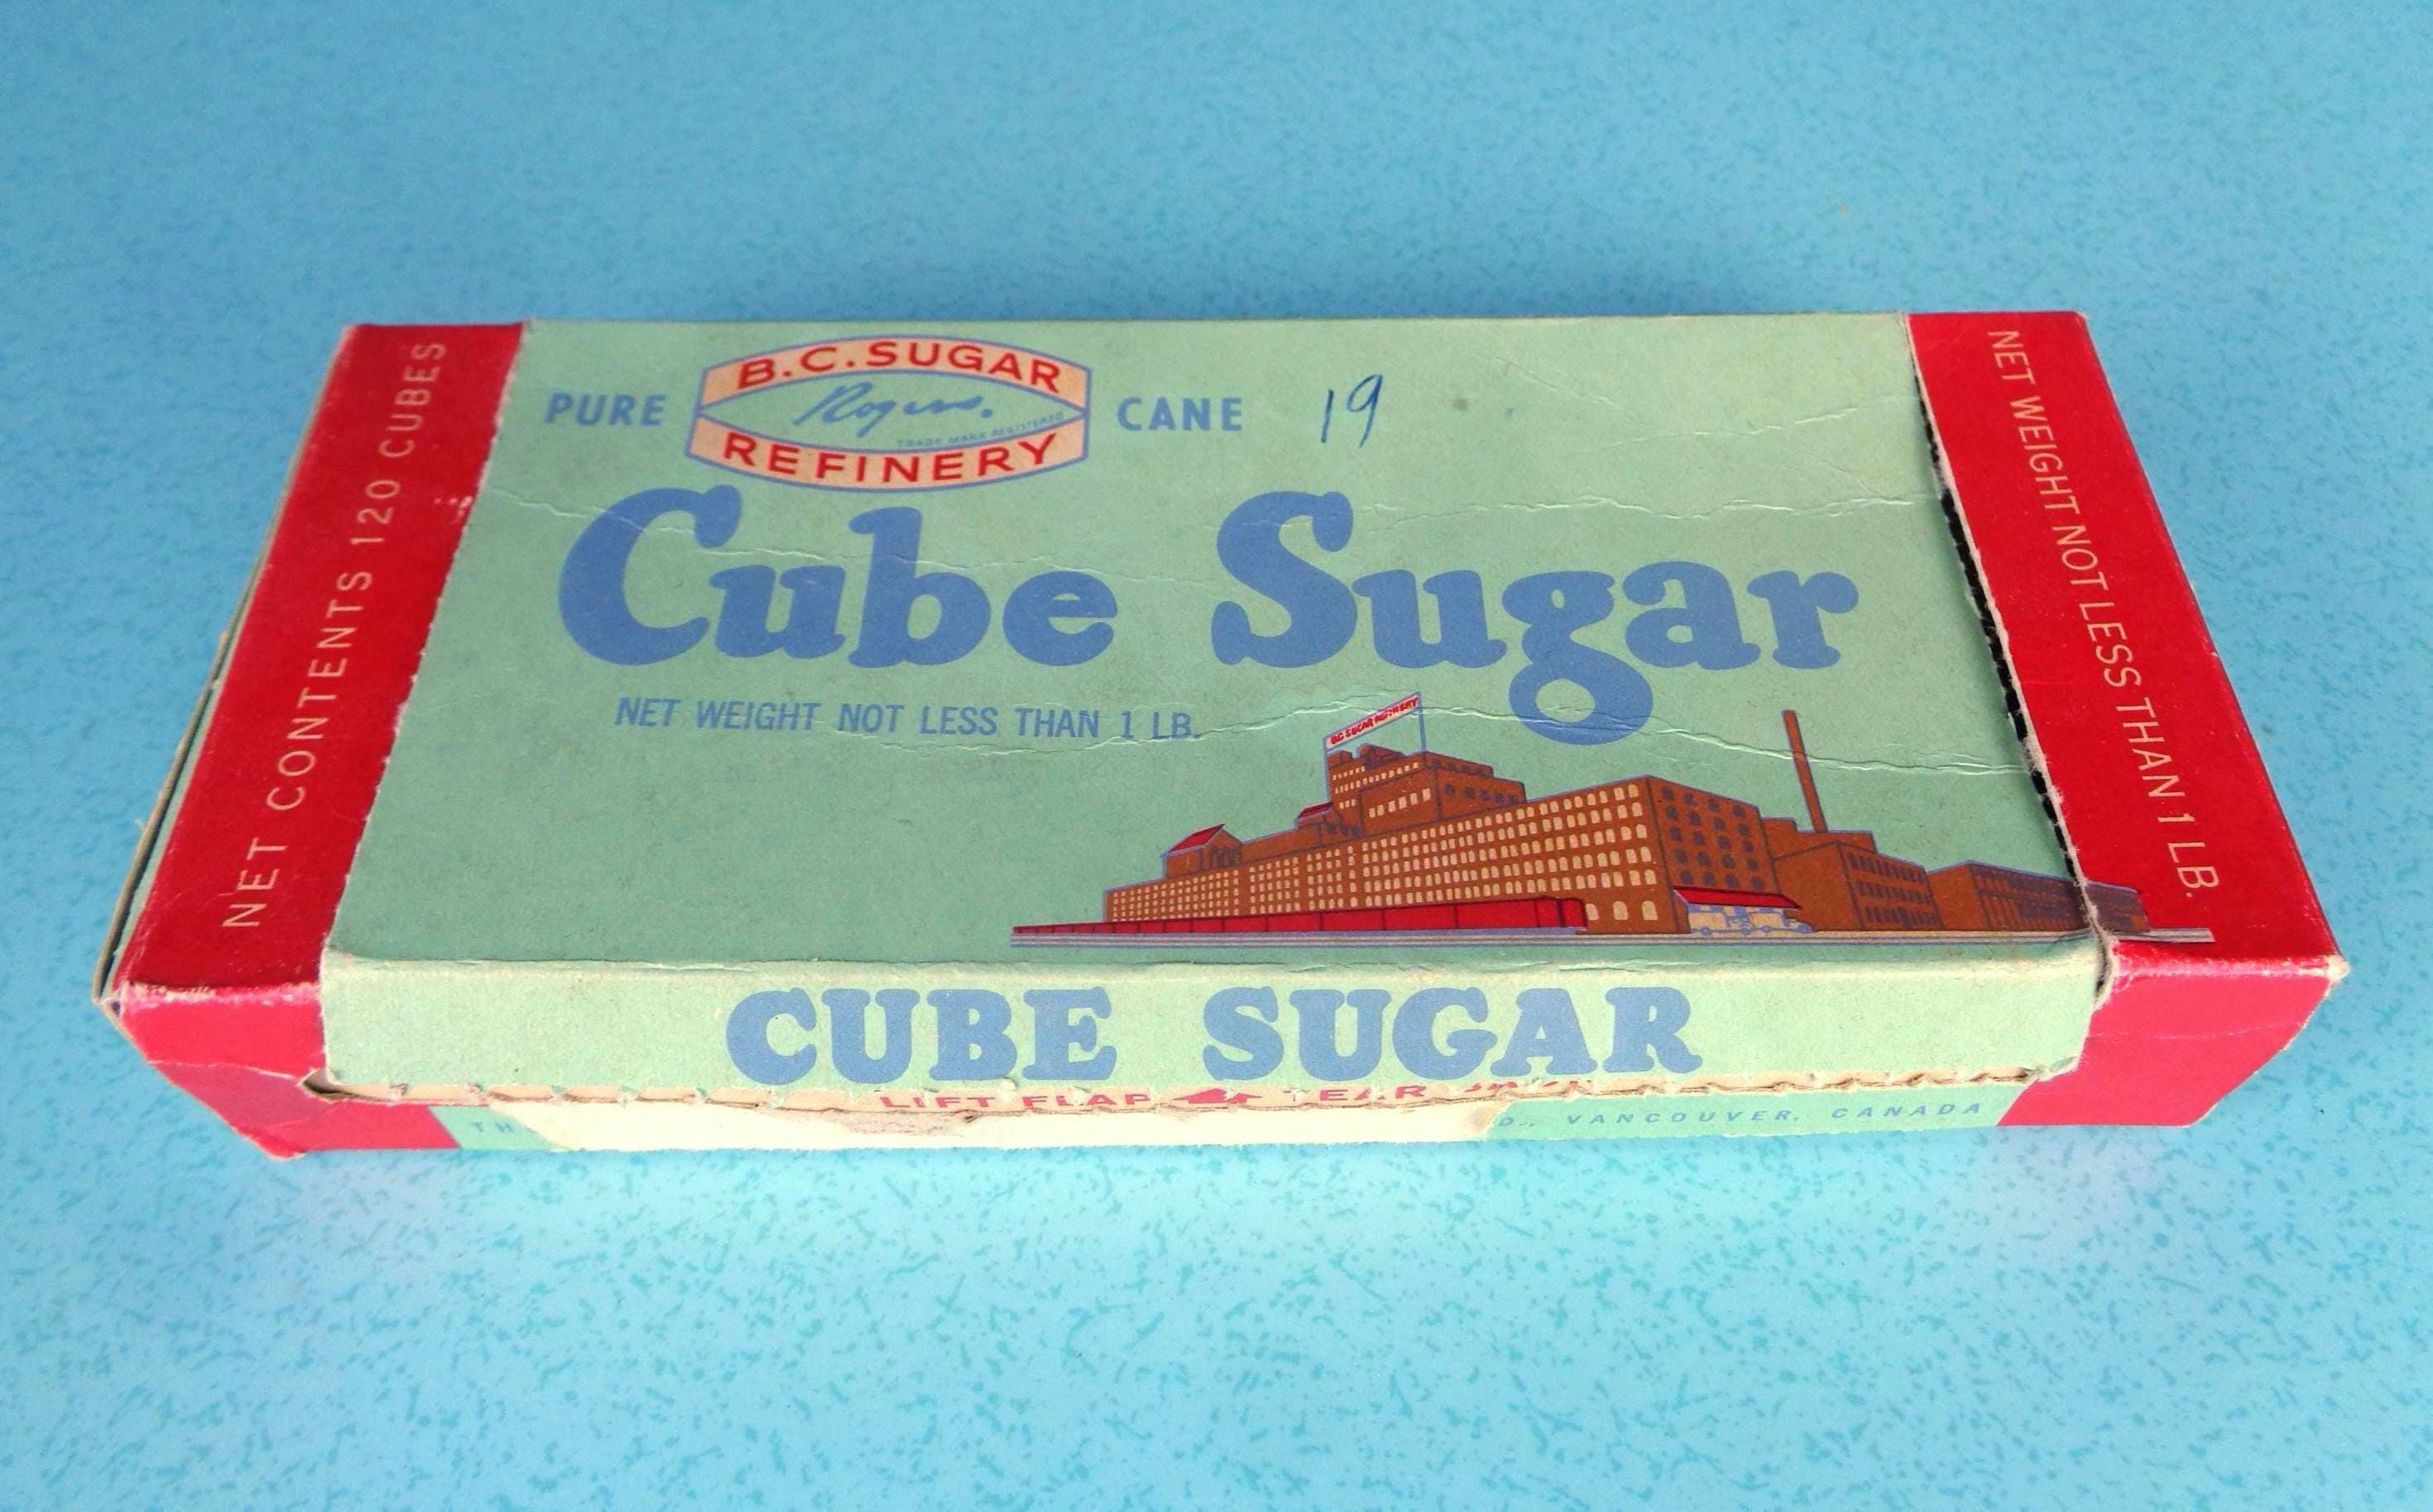 NET CONTENTS 120 CUBES
B.C. SUGAR
PURE Rogers. CANE 19
TRADE MARK REGISTERED
REFINERY
Cube Sugar
NET WEIGHT NOT LESS THAN 1 LB.
B.C. SUGAR REFINERY
NET WEIGHT NOT LESS THAN 1 LB.
CUBE SUGAR
LIFT FLAP TEAR
VANCOUVER, CANADA